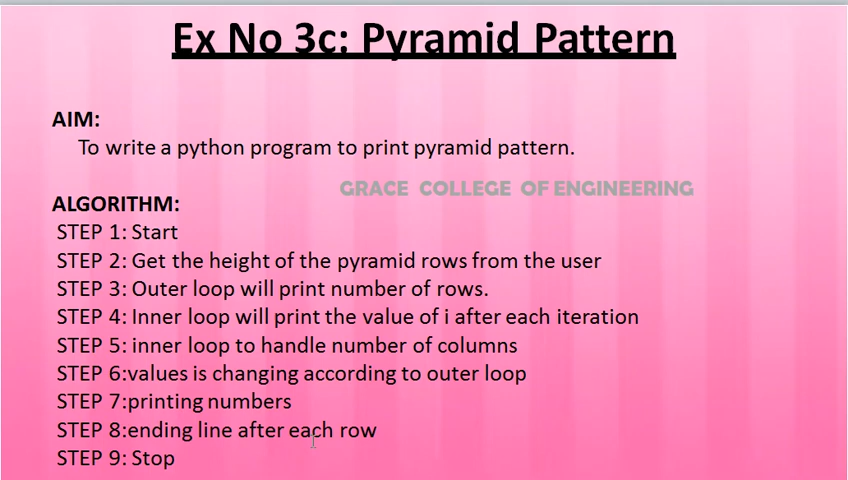 Ex No 3c: Pyramid Pattern
AIM:
To write a python program to print pyramid pattern.
GRACE COLLEGE OF ENGINEERING
ALGORITHM:
STEP 1: Start
STEP 2: Get the height of the pyramid rows from the user
STEP 3: Outer loop will print number of rows.
STEP 4: Inner loop will print the value of i after each iteration
STEP 5: inner loop to handle number of columns
STEP 6:values is changing according to outer loop
STEP 7:printing numbers
STEP 8:ending line after each row
STEP 9: Stop